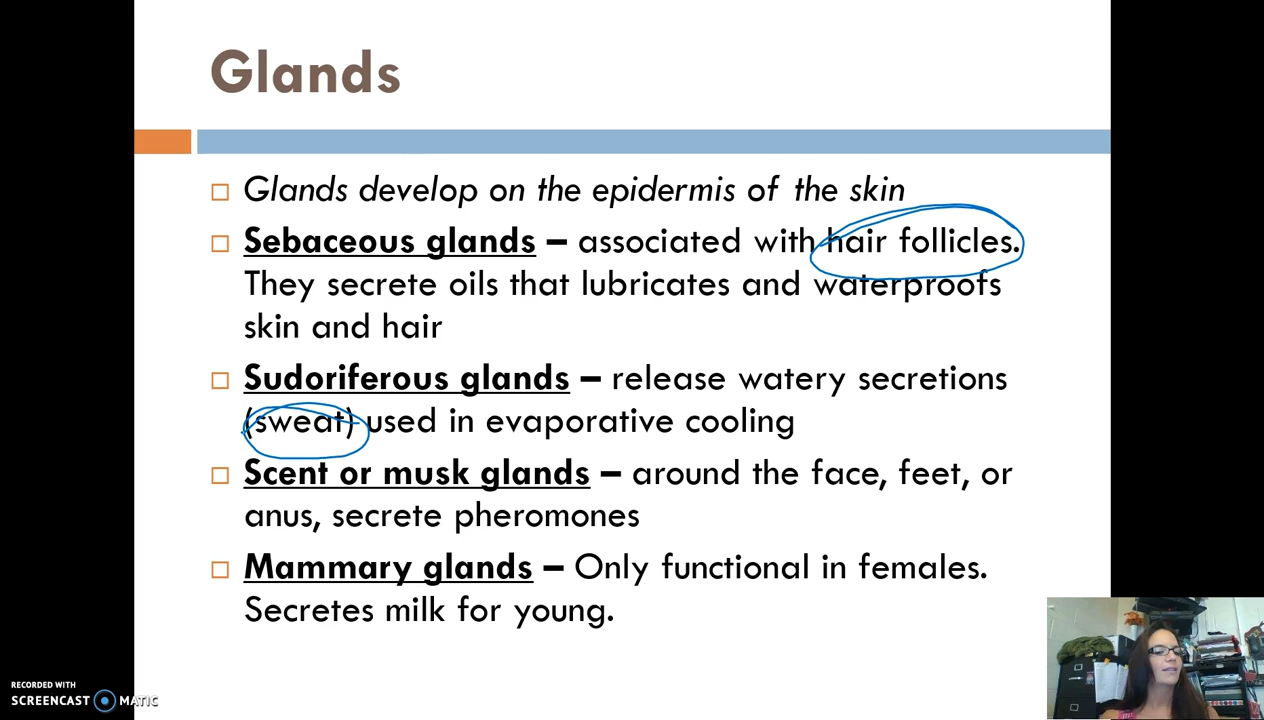 Glands
Glands develop on the epidermis of the skin
Sebaceous glands – associated with hair follicles.
They secrete oils that lubricates and waterproofs
skin and hair
Sudoriferous glands – release watery secretions
(sweat) used in evaporative cooling
Scent or musk glands – around the face, feet, or
anus, secrete pheromones
Mammary glands – Only functional in females.
Secretes milk for young.
RECORDED WITH
SCREENCAST MATIC